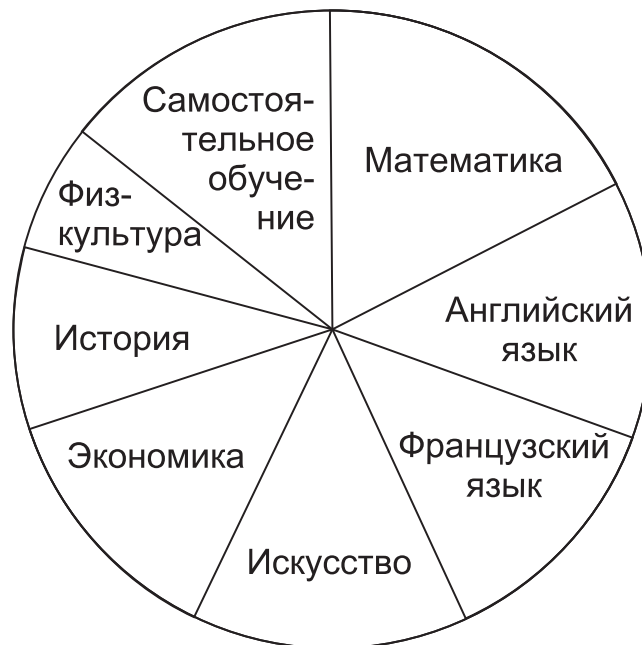 Самостоя-
тельное
обуче-
ние
Математика
Физ-
культура
Английский
язык
История
Французский
язык
Экономика
Искусство